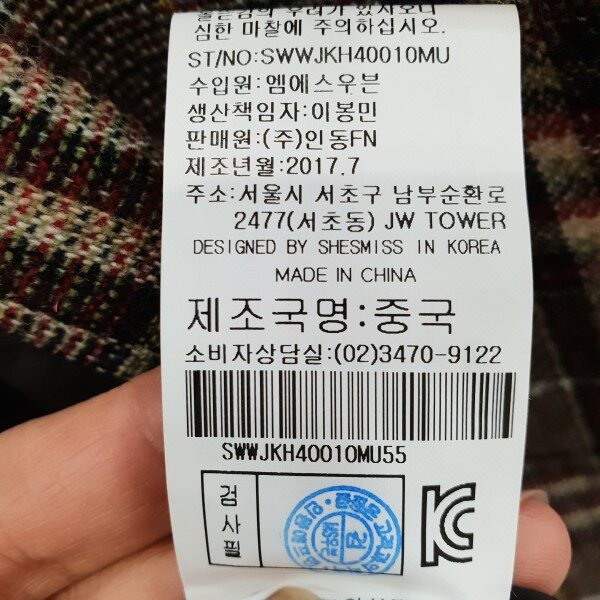 심한 마찰에 주의하십시오.
ST/NO:SWWJKH40010MU
수입원:엠에스우븐
생산책임자:이봉민
판매원:(주)인동FN
제조년월:2017.7
주소:서울시 서초구 남부순환로
2477(서초동) JW TOWER
DESIGNED BY SHESMISS IN KOREA
MADE IN CHINA
제조국명:중국
소비자상담실:(02)3470-9122
SWWJKH40010MU55
검사필